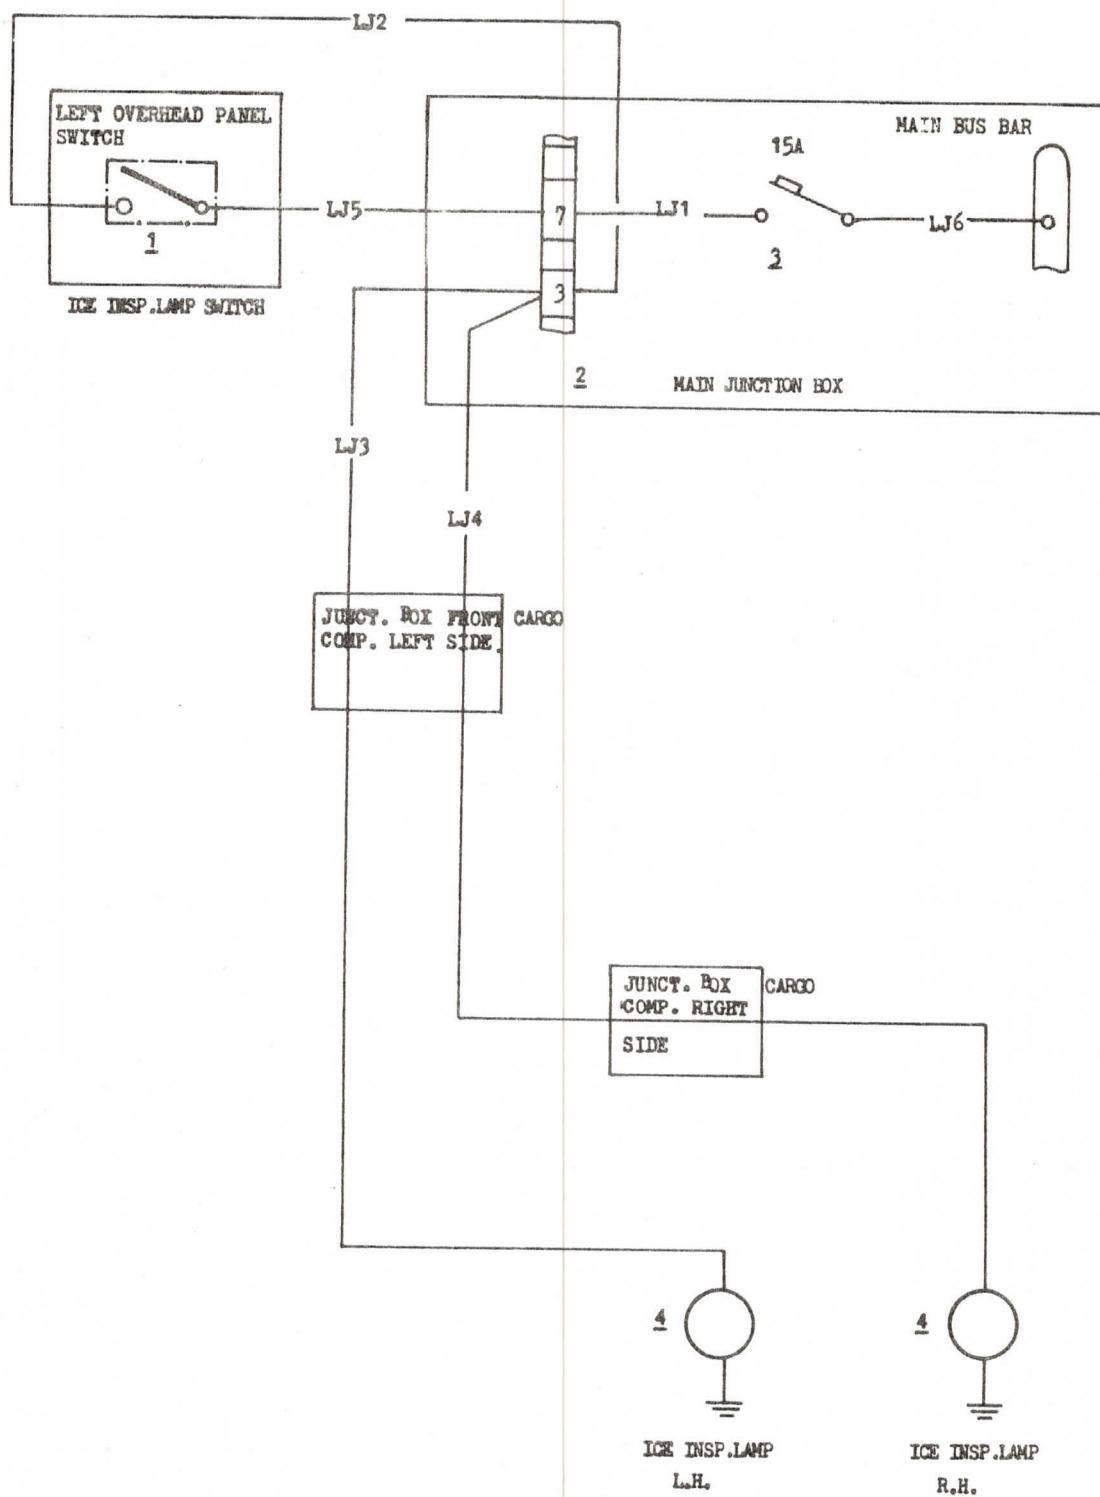 LJ2
LEFT OVERHEAD PANEL
SWITCH
1
ICE INSP.LAMP SWITCH
LJ5
7
3
2
LJ1
15A
3
LJ6
MAIN BUS BAR
MAIN JUNCTION BOX
LJ3
LJ4
JUNCT. BOX FRONT CARGO
COMP. LEFT SIDE.
JUNCT. BOX CARGO
COMP. RIGHT
SIDE
4
4
ICE INSP.LAMP
L.H.
ICE INSP.LAMP
R.H.